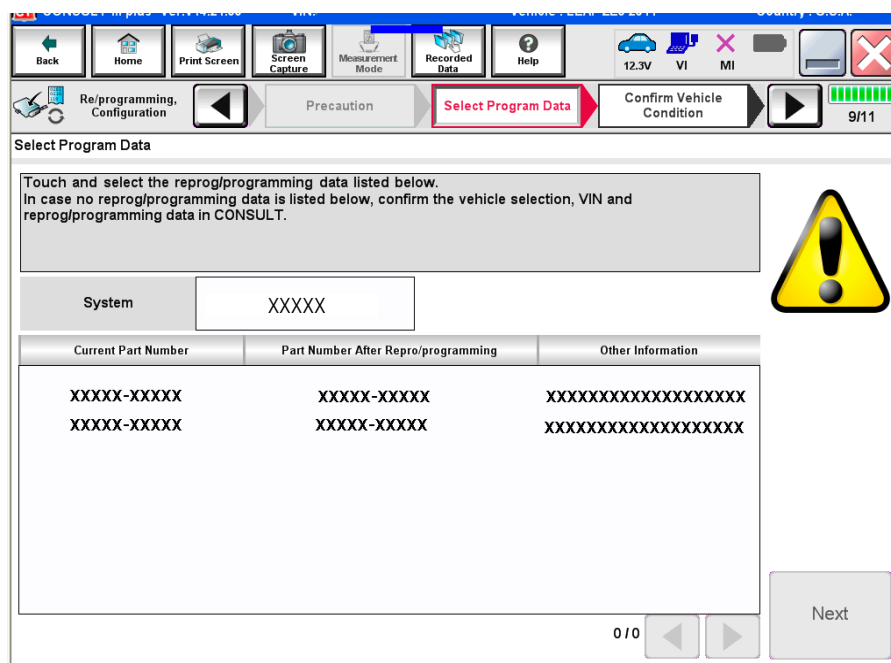 Back
Home
Print Screen
Screen
Capture
Measurement
Mode
Recorded
Data
Help
12.3V
VI
MI
Re/programming,
Configuration
Precaution
Select Program Data
Confirm Vehicle
Condition
9/11
Select Program Data
Touch and select the reprog/programming data listed below.
In case no reprog/programming data is listed below, confirm the vehicle selection, VIN and
reprog/programming data in CONSULT.
System
XXXXX
Current Part Number
Part Number After Repro/programming
Other Information
XXXXX-XXXXX
XXXXX-XXXXX
XXXXXXXXXXXXXXXXXXX
XXXXX-XXXXX
XXXXX-XXXXX
XXXXXXXXXXXXXXXXXXX
Next
0/0